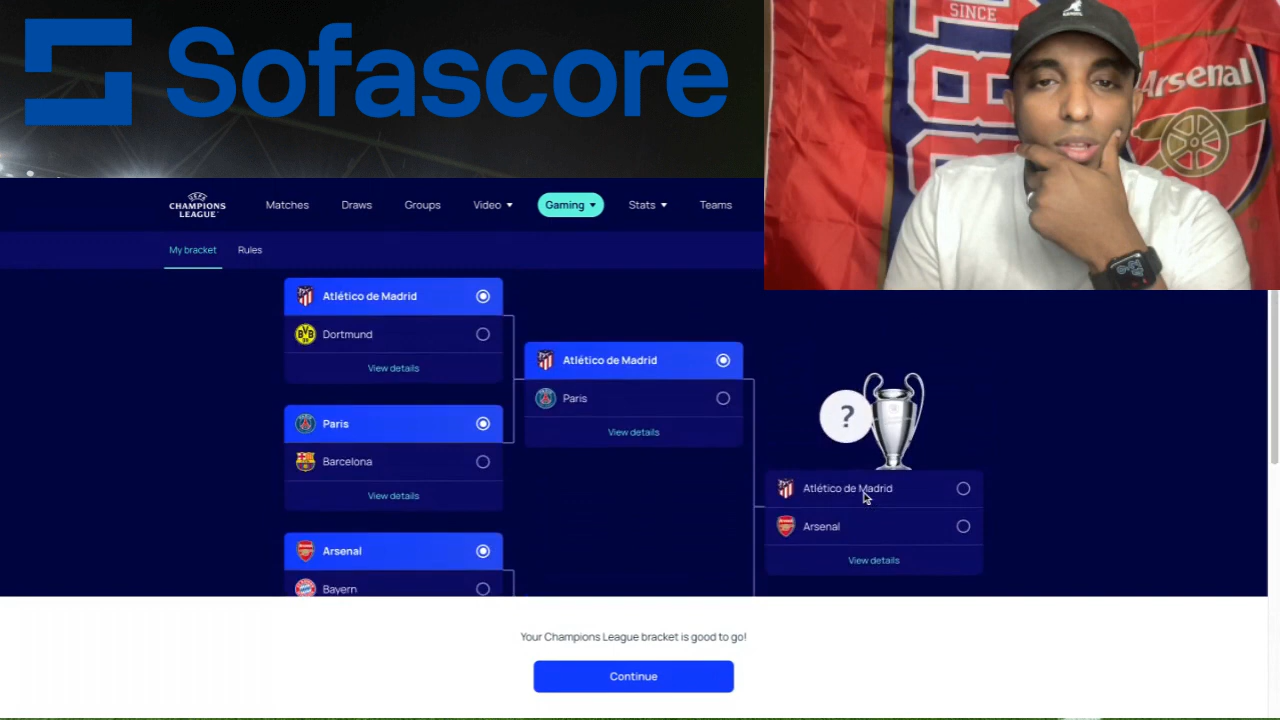 Sofascore
SINCE
Arsenal
UEFA
CHAMPIONS
LEAGUE
Matches
Draws
Groups
Video
Gaming
Stats
Teams
My bracket
Rules
Atlético de Madrid
Dortmund
View details
Paris
Barcelona
View details
Arsenal
Bayern
Atlético de Madrid
Paris
View details
?
Atlético de Madrid
Arsenal
View details
Your Champions League bracket is good to go!
Continue